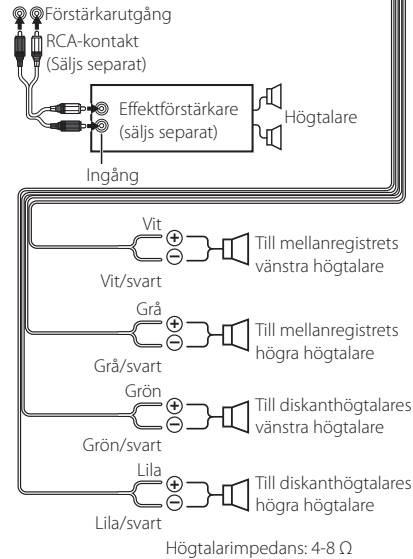 Förstärkarutgång
RCA-kontakt
(Säljs separat)
Effektförstärkare
(säljs separat)
Högtalare
Ingång
Vit
Till mellanregistrets
vänstra högtalare
Vit/svart
Grå
Till mellanregistrets
högra högtalare
Grå/svart
Grön
Till diskanthögtalares
vänstra högtalare
Grön/svart
Lila
Till diskanthögtalares
högra högtalare
Lila/svart
Högtalarimpedans: 4-8 Ω